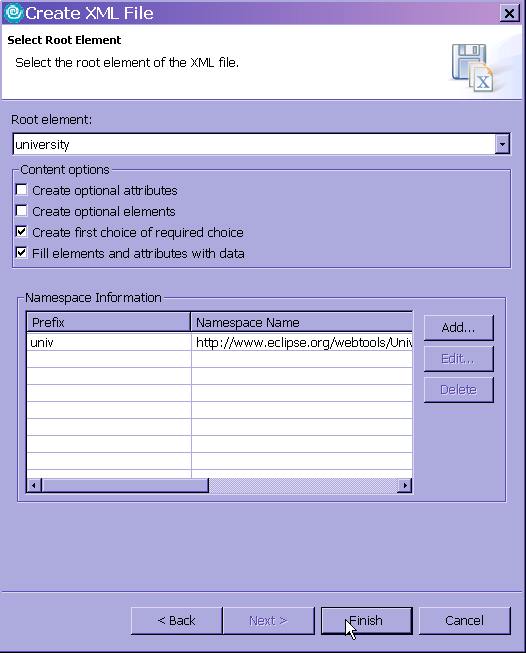 Create XML File
Select Root Element
Select the root element of the XML file.
X
Root element:
university
Content options
Create optional attributes
Create optional elements
Create first choice of required choice
Fill elements and attributes with data
Namespace Information
Prefix Namespace Name
univ http://www.eclipse.org/webtools/Univ
Add...
Edit...
Delete
< Back Next > Finish Cancel